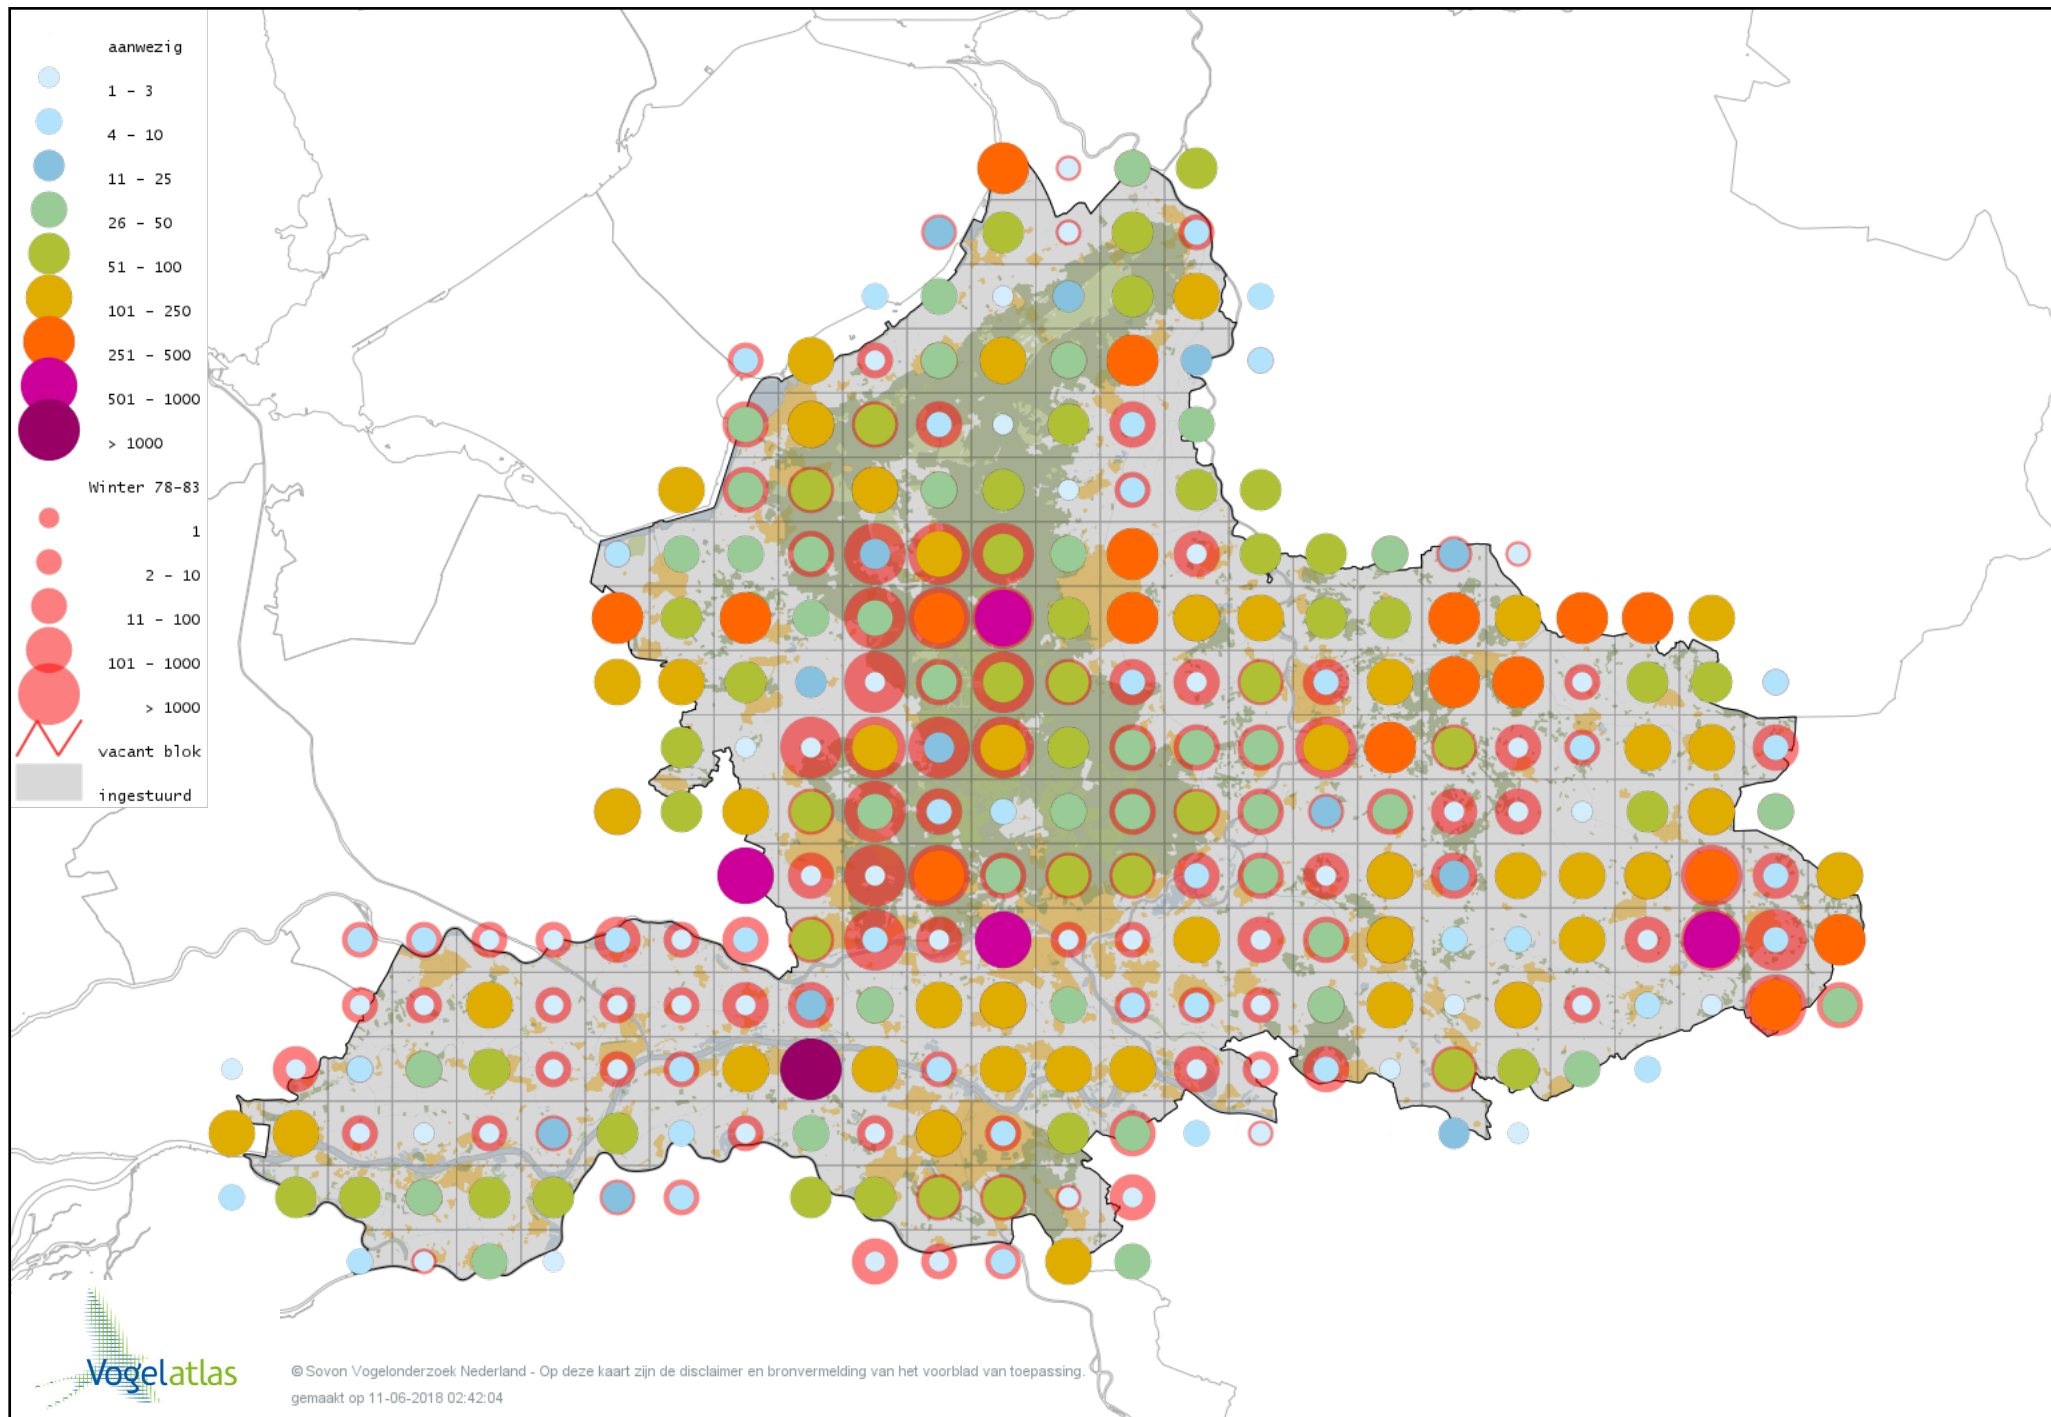 aanwezig
1 - 3
4 - 10
11 - 25
26 - 50
51 - 100
101 - 250
251 - 500
501 - 1000
> 1000
Winter 78-83
1
2 - 10
11 - 100
101 - 1000
> 1000
vacant blok
ingestuurd
Vogelatlas
© Sovon Vogelonderzoek Nederland - Op deze kaart zijn de disclaimer en bronvermelding van het voorblad van toepassing.
gemaakt op 11-06-2018 02:42:04